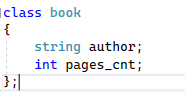 class book
{
    string author;
    int pages_cnt;
};